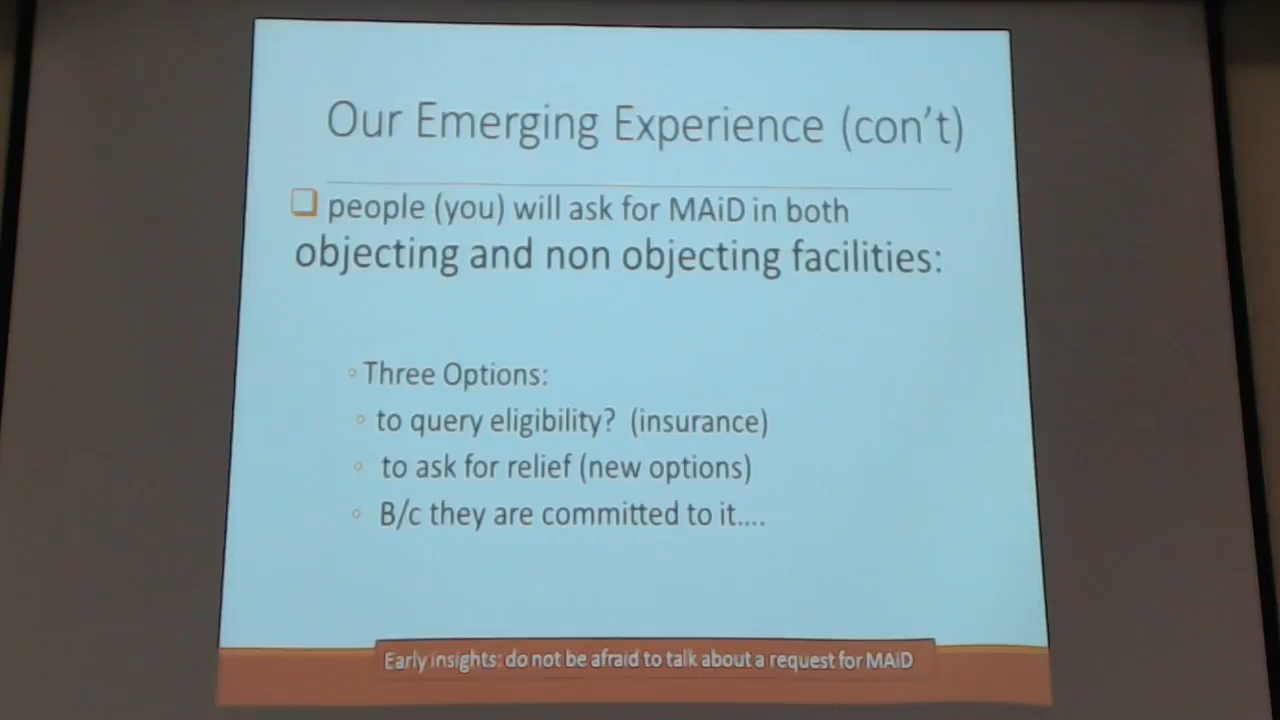 Our Emerging Experience (con't)
people (you) will ask for MAiD in both
objecting and non objecting facilities:
Three Options:
to query eligibility? (insurance)
to ask for relief (new options)
B/c they are committed to it....
Early insights: do not be afraid to talk about a request for MAiD